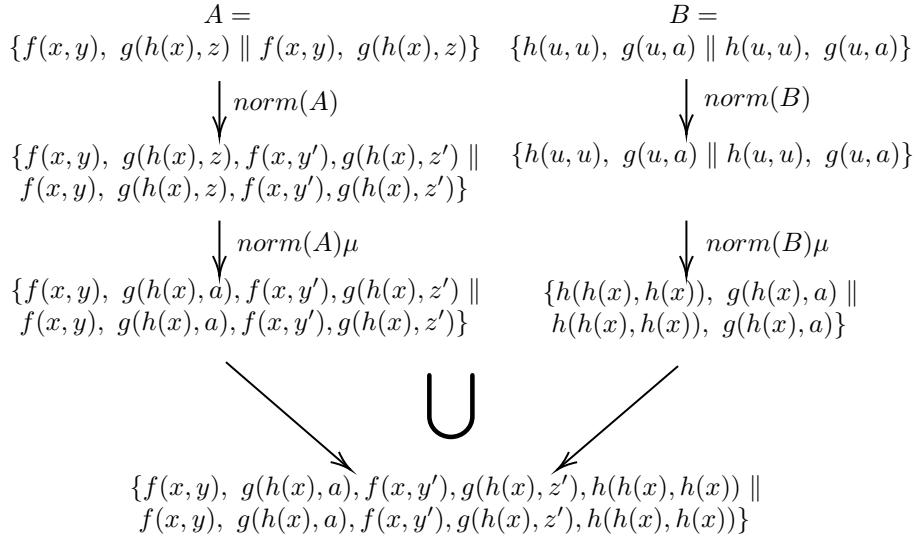 A =
{f(x, y), g(h(x), z) ∥ f(x, y), g(h(x), z)}
B =
{h(u, u), g(u, a) ∥ h(u, u), g(u, a)}
norm(A)
norm(B)
{f(x, y), g(h(x), z), f(x, y′), g(h(x), z′) ∥
f(x, y), g(h(x), z), f(x, y′), g(h(x), z′)}
{h(u, u), g(u, a) ∥ h(u, u), g(u, a)}
norm(A)μ
norm(B)μ
{f(x, y), g(h(x), a), f(x, y′), g(h(x), z′) ∥
f(x, y), g(h(x), a), f(x, y′), g(h(x), z′)}
{h(h(x), h(x)), g(h(x), a) ∥
h(h(x), h(x)), g(h(x), a)}
⋃
{f(x, y), g(h(x), a), f(x, y′), g(h(x), z′), h(h(x), h(x)) ∥
f(x, y), g(h(x), a), f(x, y′), g(h(x), z′), h(h(x), h(x))}